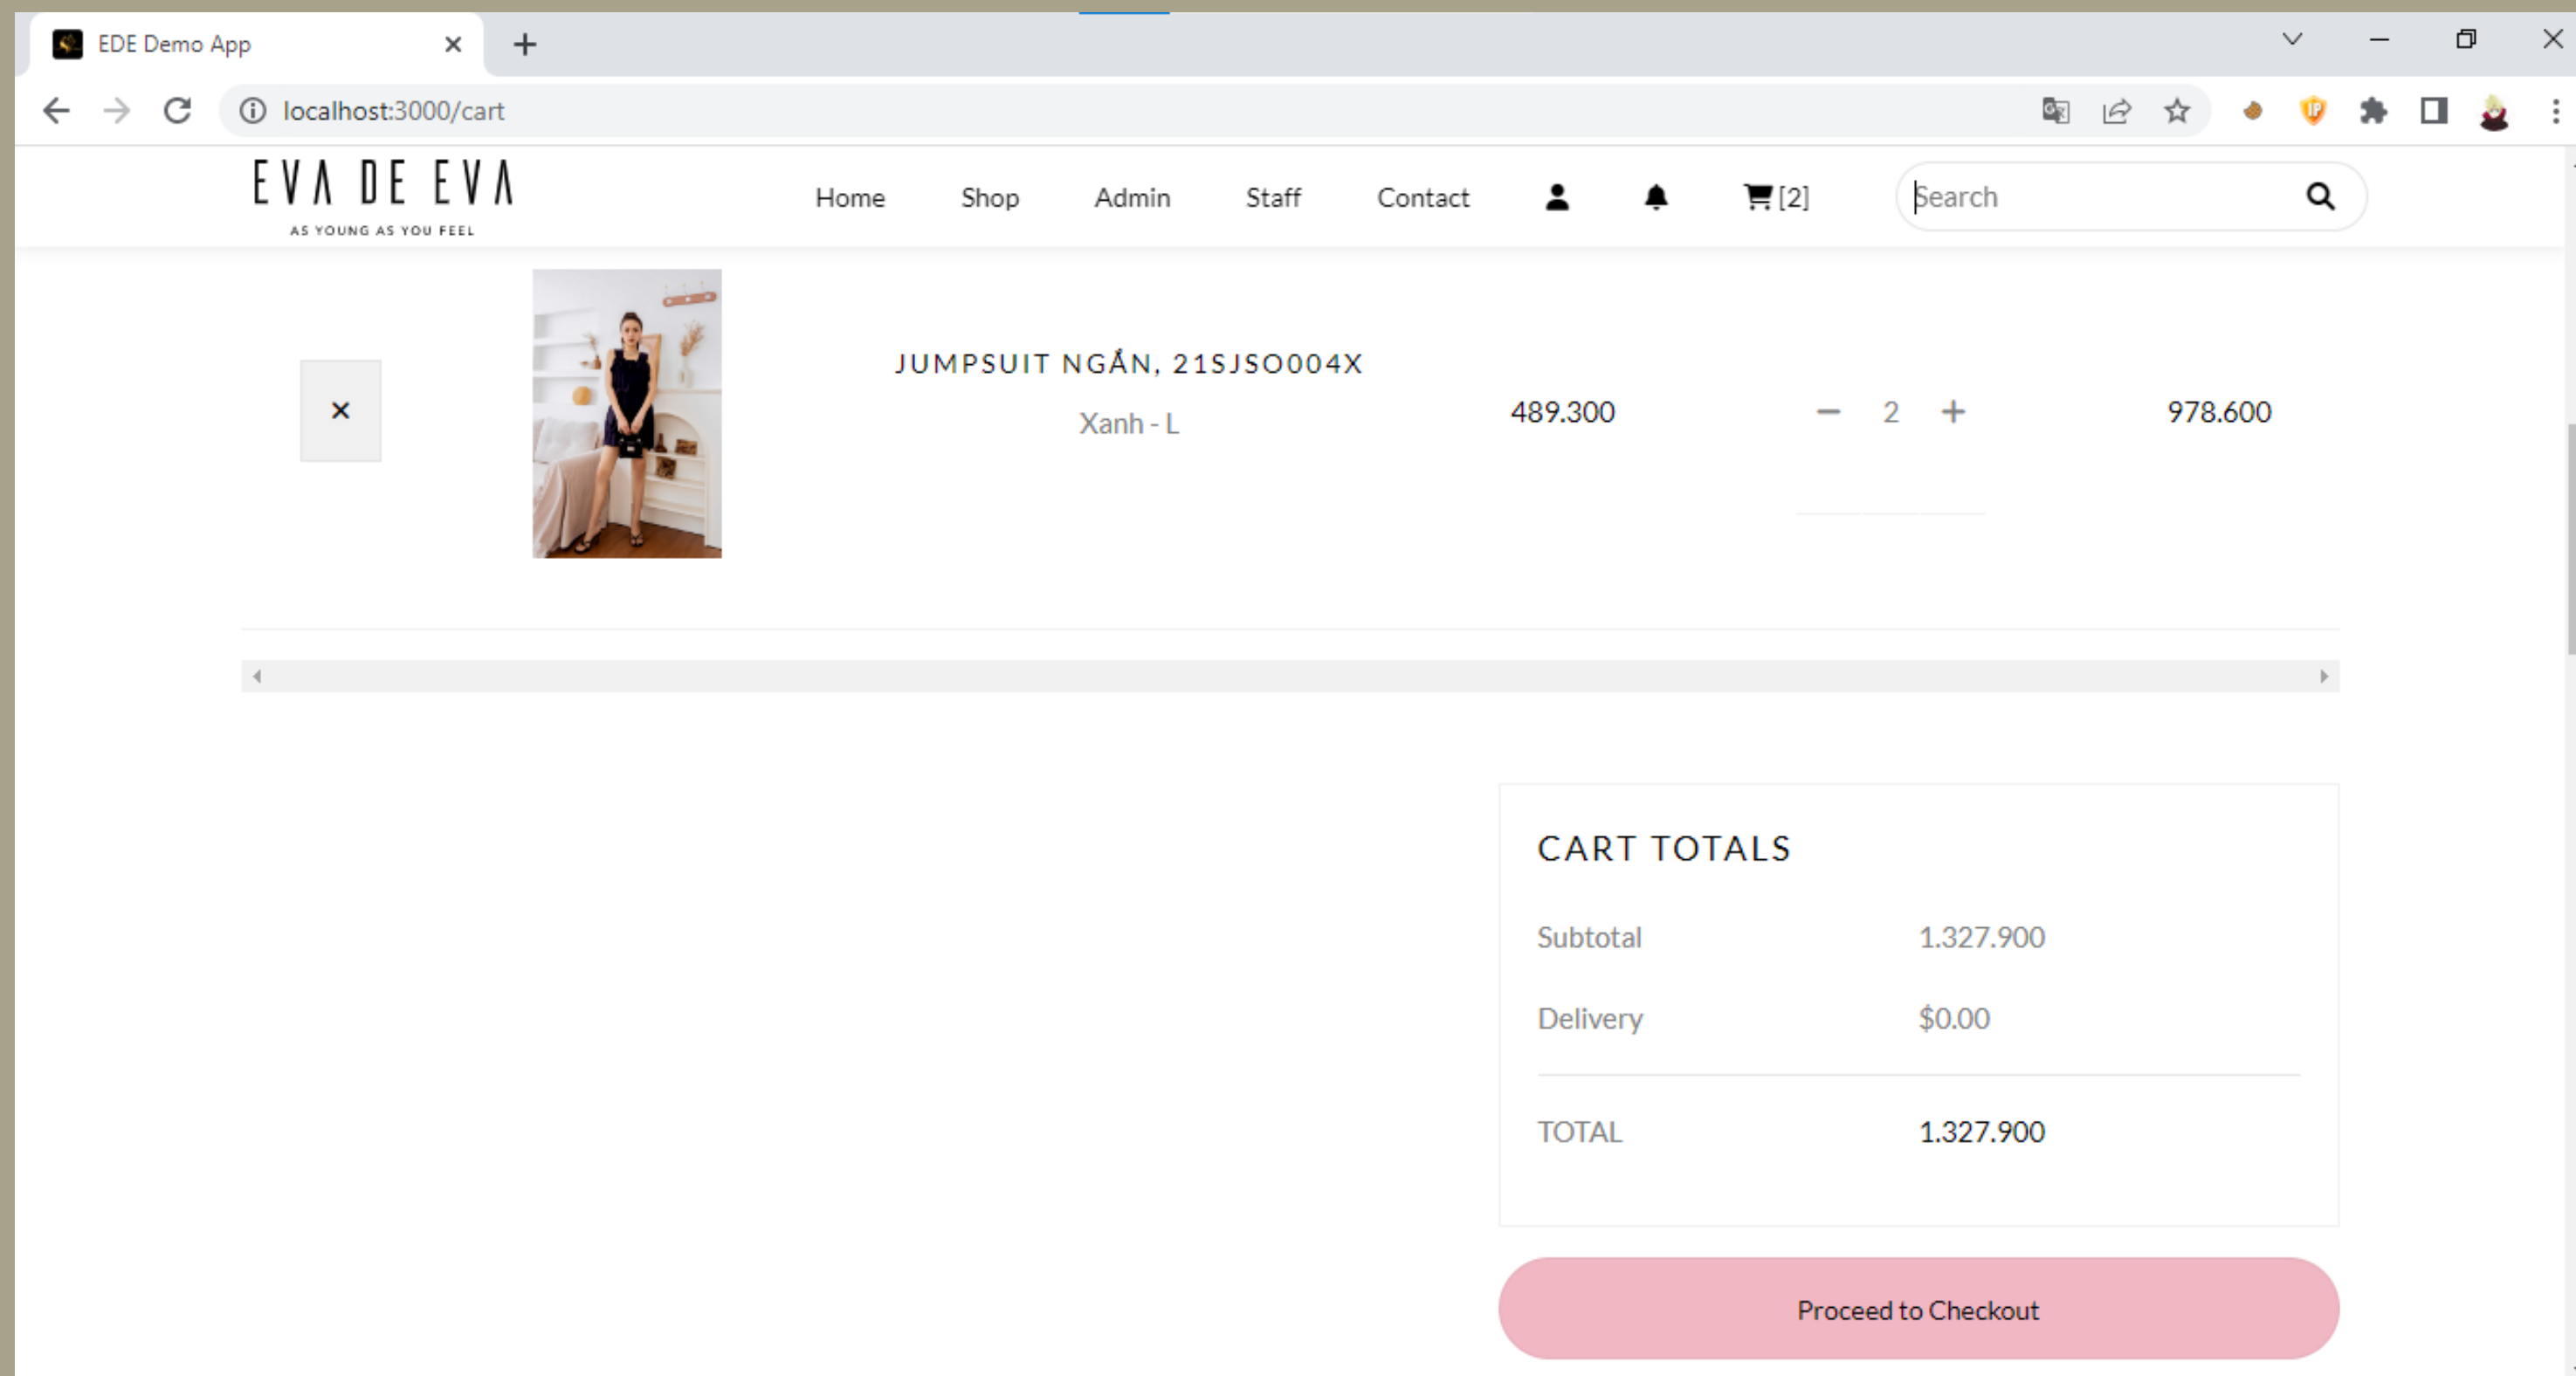 EDE Demo App
localhost:3000/cart
EVA DE EVA
AS YOUNG AS YOU FEEL
Home Shop Admin Staff Contact [2] Search
JUMPSUIT NGẮN, 21SJSO004X
Xanh - L
489.300 2 978.600
CART TOTALS
Subtotal 1.327.900
Delivery $0.00
TOTAL 1.327.900
Proceed to Checkout